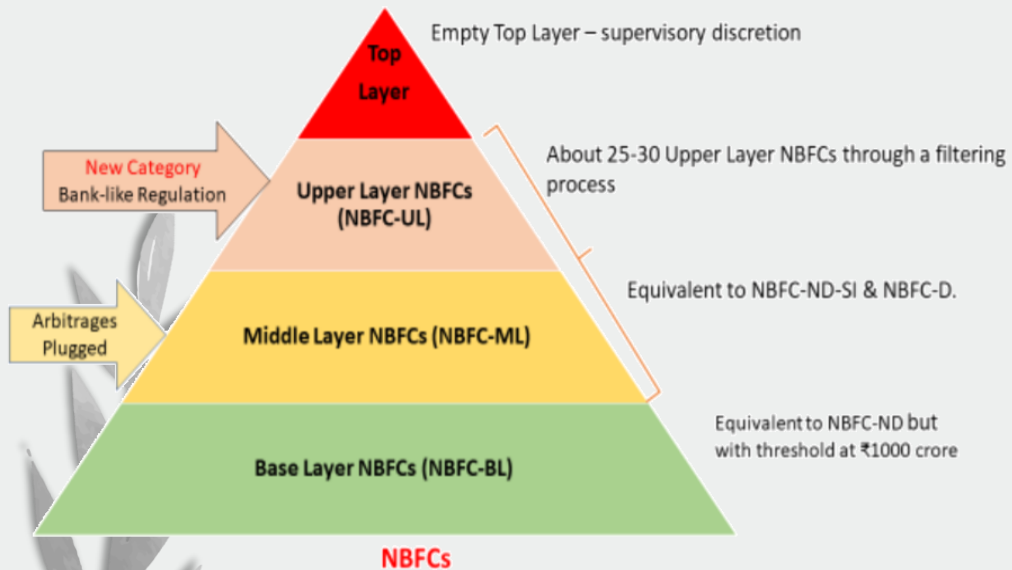 Top
Layer
Empty Top Layer – supervisory discretion
New Category
Bank-like Regulation
Upper Layer NBFCs
(NBFC-UL)
About 25-30 Upper Layer NBFCs through a filtering
process
Equivalent to NBFC-ND-SI & NBFC-D.
Arbitrages
Plugged
Middle Layer NBFCs (NBFC-ML)
Equivalent to NBFC-ND but
with threshold at ₹1000 crore
Base Layer NBFCs (NBFC-BL)
NBFCs